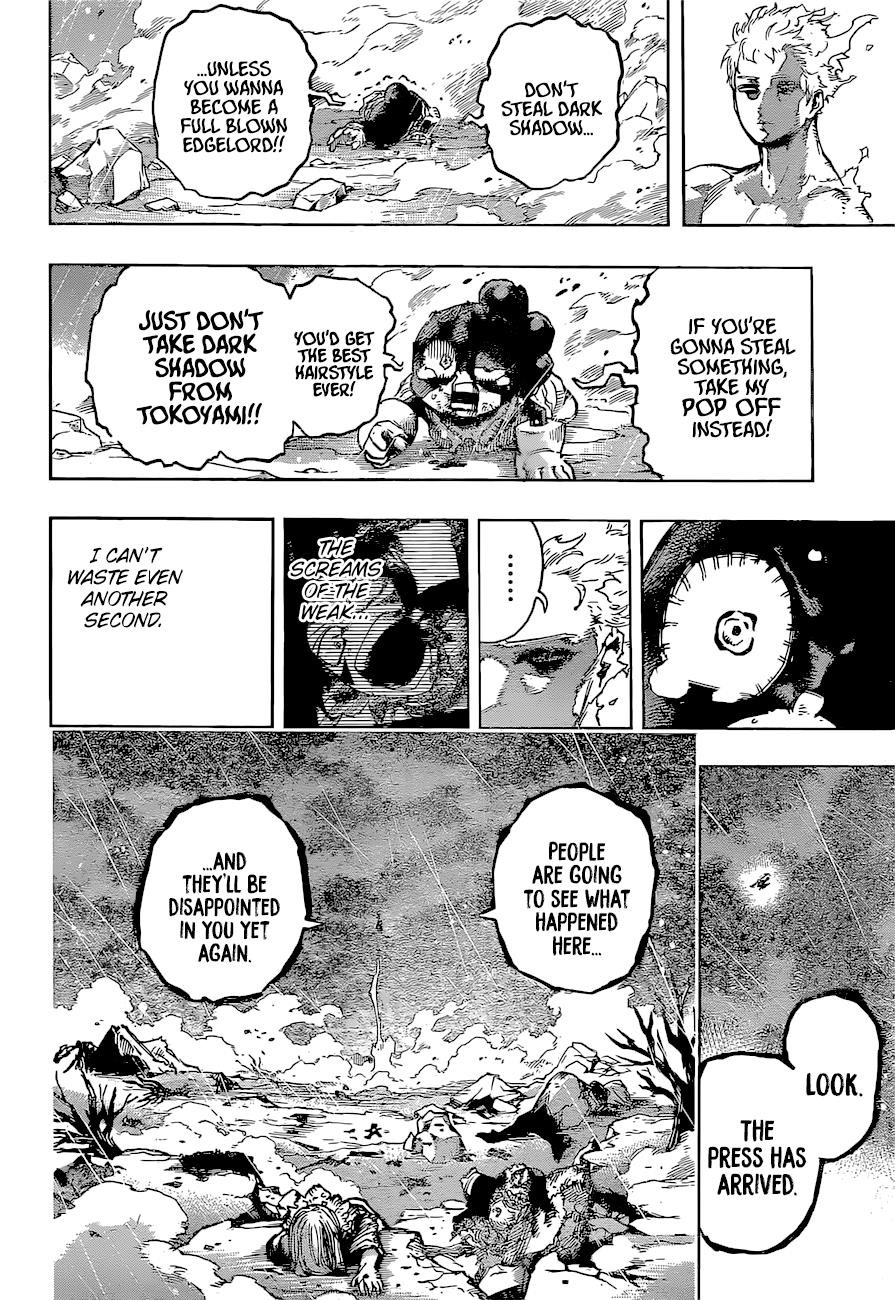 DON'T
STEAL DARK
SHADOW...
...UNLESS
YOU WANNA
BECOME A
FULL BLOWN
EDGELORD!!
IF YOU'RE
GONNA STEAL
SOMETHING,
TAKE MY
POP OFF
INSTEAD!
YOU'D GET
THE BEST
HAIRSTYLE
EVER!
JUST DON'T
TAKE DARK
SHADOW
FROM
TOKOYAMI!!
......
THE
SCREAMS
OF THE
WEAK...
I CAN'T
WASTE EVEN
ANOTHER
SECOND.
LOOK.
THE
PRESS HAS
ARRIVED.
PEOPLE
ARE GOING
TO SEE WHAT
HAPPENED
HERE...
...AND
THEY'LL BE
DISAPPOINTED
IN YOU YET
AGAIN.